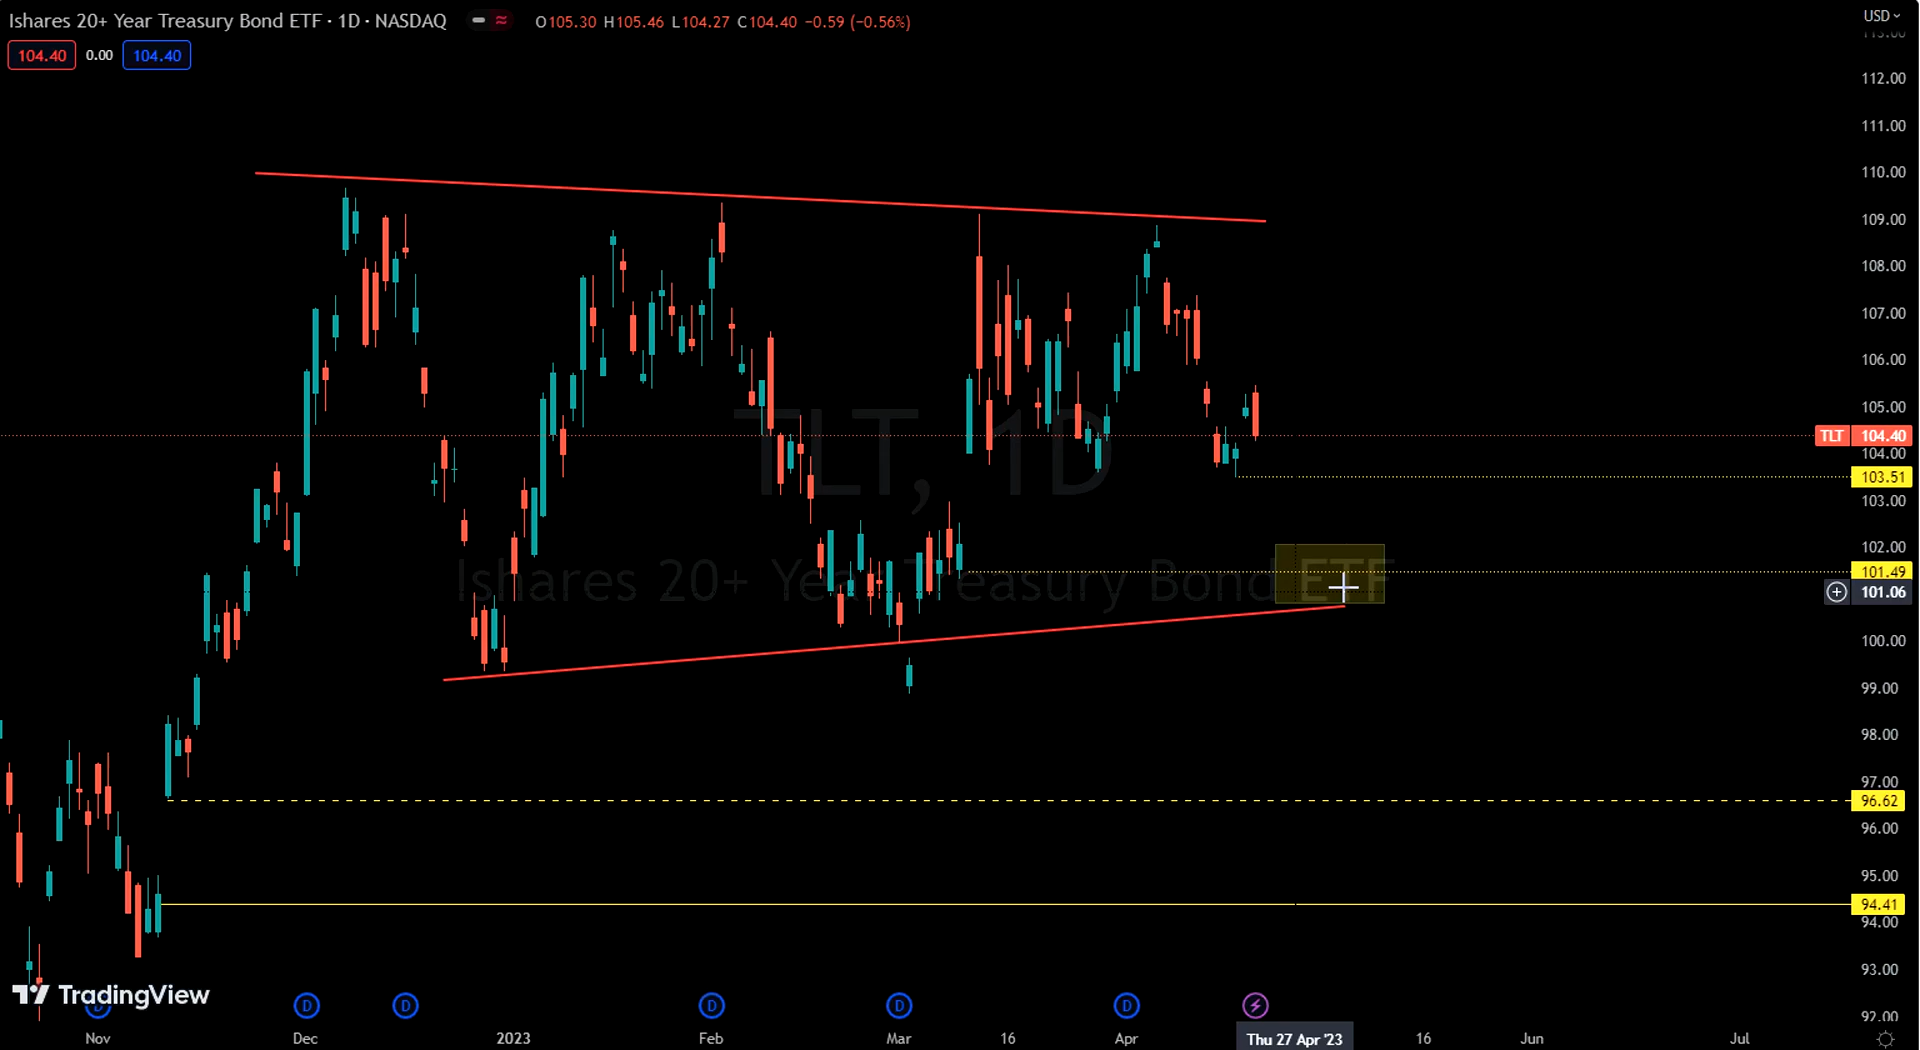 Ishares 20+ Year Treasury Bond ETF · 1D · NASDAQ O105.30 H105.46 L104.27 C104.40 −0.59 (−0.56%)
USD
104.40 0.00 104.40
112.00
111.00
110.00
109.00
108.00
107.00
106.00
105.00
TLT, 1D
TLT 104.40
104.00
103.51
103.00
102.00
Ishares 20+ Year Treasury Bond ETF
101.49
101.06
100.00
99.00
98.00
97.00
96.62
96.00
95.00
94.41
94.00
93.00
TradingView
D D D D D D
92.00
Nov Dec 2023 Feb Mar 16 Apr Thu 27 Apr '23 16 Jun Jul